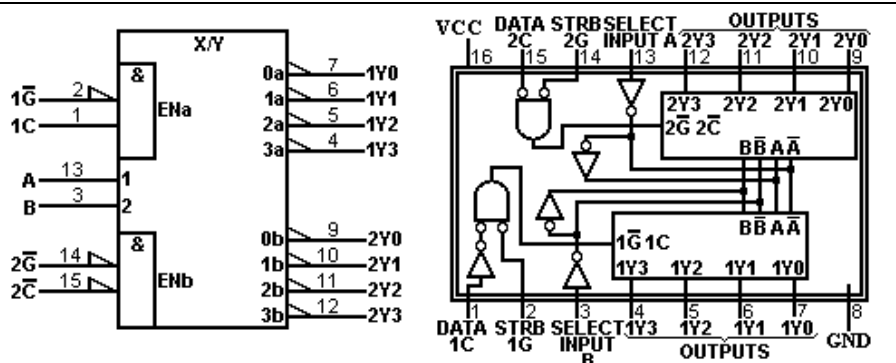 X/Y
&
1G̅ 2 ENa 0a 7 1Y0
1C 1 1a 6 1Y1
2a 5 1Y2
3a 4 1Y3
A 13 1
B 3 2
&
2G̅ 14 ENb 0b 9 2Y0
2C̅ 15 1b 10 2Y1
2b 11 2Y2
3b 12 2Y3
VCC DATA STRB SELECT OUTPUTS
2C 2G INPUT A 2Y3 2Y2 2Y1 2Y0
16 15 14 13 12 11 10 9
2Y3 2Y2 2Y1 2Y0
2G̅ 2C̅
B B̅ A A̅
B B̅ A A̅
1G̅ 1C
1Y3 1Y2 1Y1 1Y0
1 2 3 4 5 6 7 8
DATA STRB SELECT 1Y3 1Y2 1Y1 1Y0 GND
1C 1G INPUT OUTPUTS
B